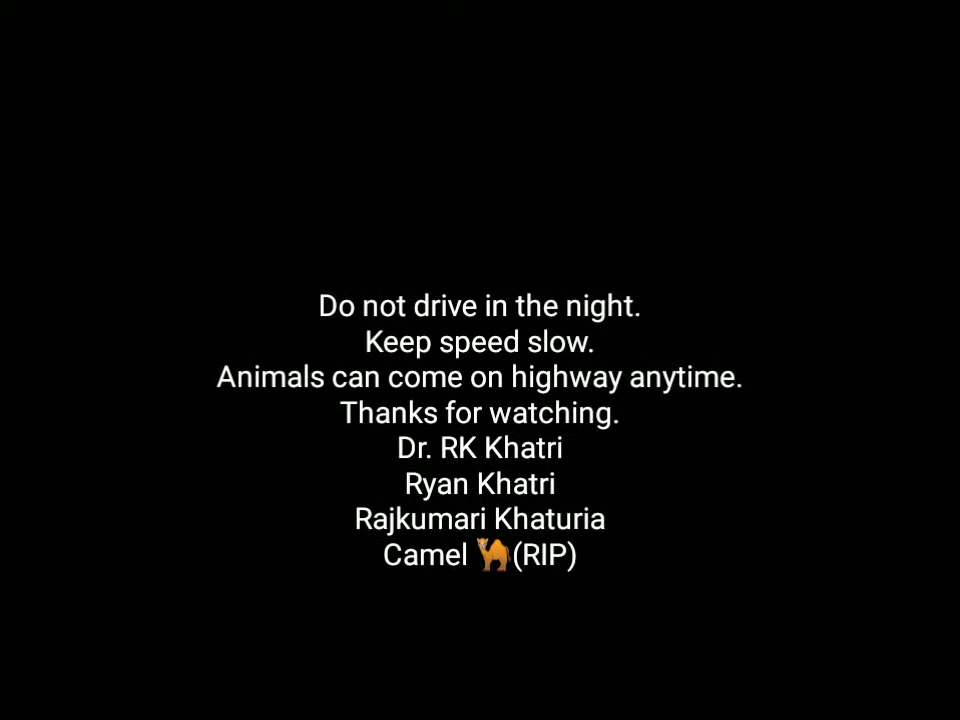 Do not drive in the night.
Keep speed slow.
Animals can come on highway anytime.
Thanks for watching.
Dr. RK Khatri
Ryan Khatri
Rajkumari Khaturia
Camel 🐪(RIP)